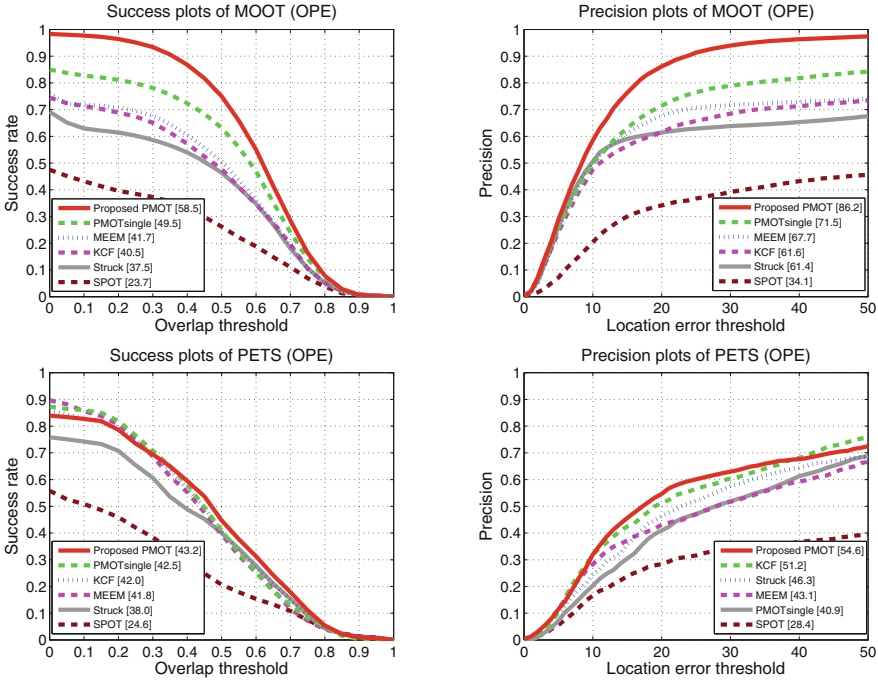 Success plots of MOOT (OPE)
1
0.9
0.8
0.7
0.6
0.5
0.4
0.3
0.2
0.1
0
Success rate
Proposed PMOT [58.5]
PMOTsingle [49.5]
MEEM [41.7]
KCF [40.5]
Struck [37.5]
SPOT [23.7]
0 0.1 0.2 0.3 0.4 0.5 0.6 0.7 0.8 0.9 1
Overlap threshold
Precision plots of MOOT (OPE)
1
0.9
0.8
0.7
0.6
0.5
0.4
0.3
0.2
0.1
0
Precision
Proposed PMOT [86.2]
PMOTsingle [71.5]
MEEM [67.7]
KCF [61.6]
Struck [61.4]
SPOT [34.1]
0 10 20 30 40 50
Location error threshold
Success plots of PETS (OPE)
1
0.9
0.8
0.7
0.6
0.5
0.4
0.3
0.2
0.1
0
Success rate
Proposed PMOT [43.2]
PMOTsingle [42.5]
KCF [42.0]
MEEM [41.8]
Struck [38.0]
SPOT [24.6]
0 0.1 0.2 0.3 0.4 0.5 0.6 0.7 0.8 0.9 1
Overlap threshold
Precision plots of PETS (OPE)
1
0.9
0.8
0.7
0.6
0.5
0.4
0.3
0.2
0.1
0
Precision
Proposed PMOT [54.6]
KCF [51.2]
Struck [46.3]
MEEM [43.1]
PMOTsingle [40.9]
SPOT [28.4]
0 10 20 30 40 50
Location error threshold